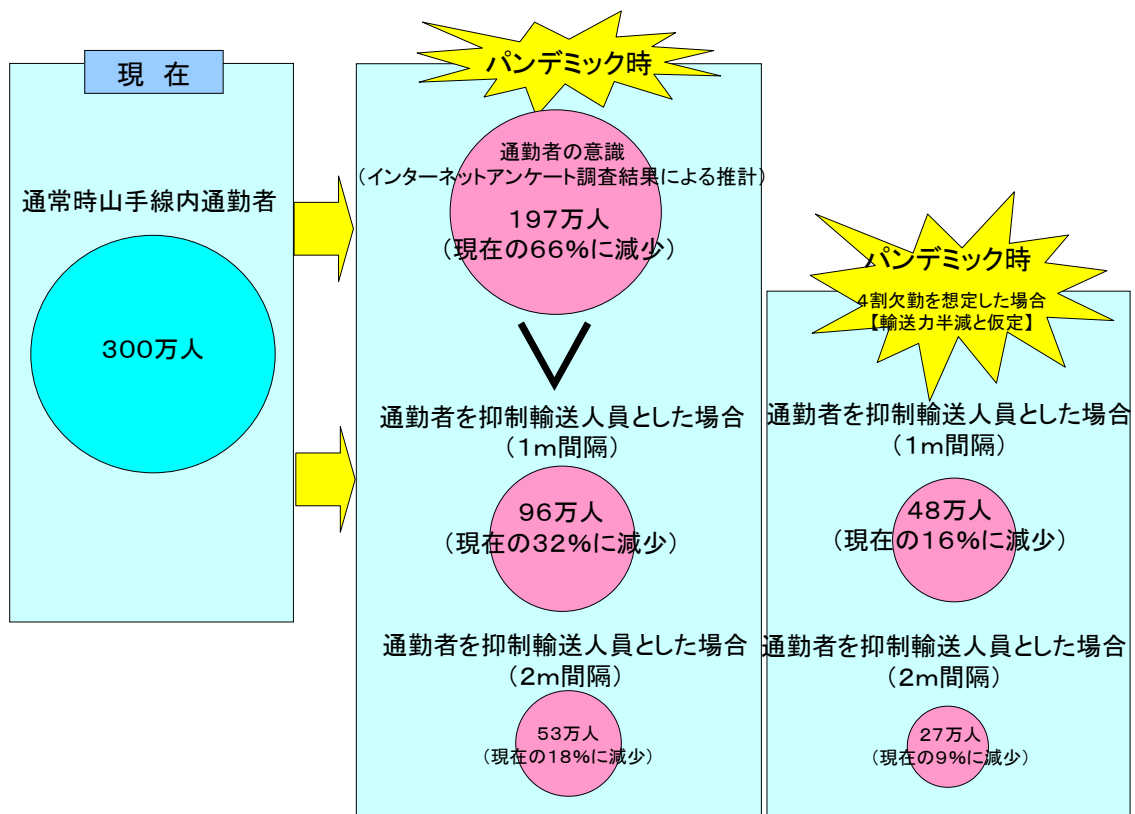 現 在
通常時山手線内通勤者
300万人
パンデミック時
通勤者の意識
(インターネットアンケート調査結果による推計)
197万人
(現在の66%に減少)
通勤者を抑制輸送人員とした場合
(1m間隔)
96万人
(現在の32%に減少)
通勤者を抑制輸送人員とした場合
(2m間隔)
53万人
(現在の18%に減少)
パンデミック時
4割欠勤を想定した場合
【輸送力半減と仮定】
通勤者を抑制輸送人員とした場合
(1m間隔)
48万人
(現在の16%に減少)
通勤者を抑制輸送人員とした場合
(2m間隔)
27万人
(現在の9%に減少)